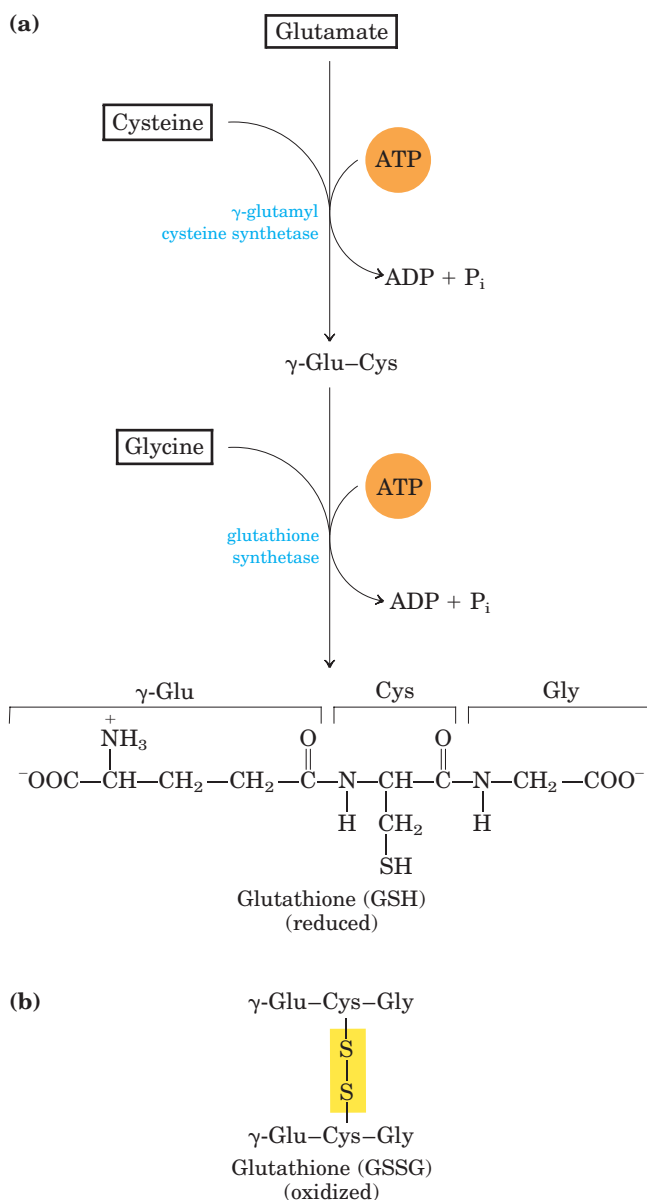 (a)
Glutamate
Cysteine
ATP
γ-glutamyl
cysteine synthetase
ADP + Pᵢ
γ-Glu–Cys
Glycine
ATP
glutathione
synthetase
ADP + Pᵢ
γ-Glu Cys Gly
+ O O
NH₃
⁻OOC—CH—CH₂—CH₂—C—N—CH—C—N—CH₂—COO⁻
H CH₂ H
SH
Glutathione (GSH)
(reduced)
(b)
γ-Glu–Cys–Gly
S
S
γ-Glu–Cys–Gly
Glutathione (GSSG)
(oxidized)